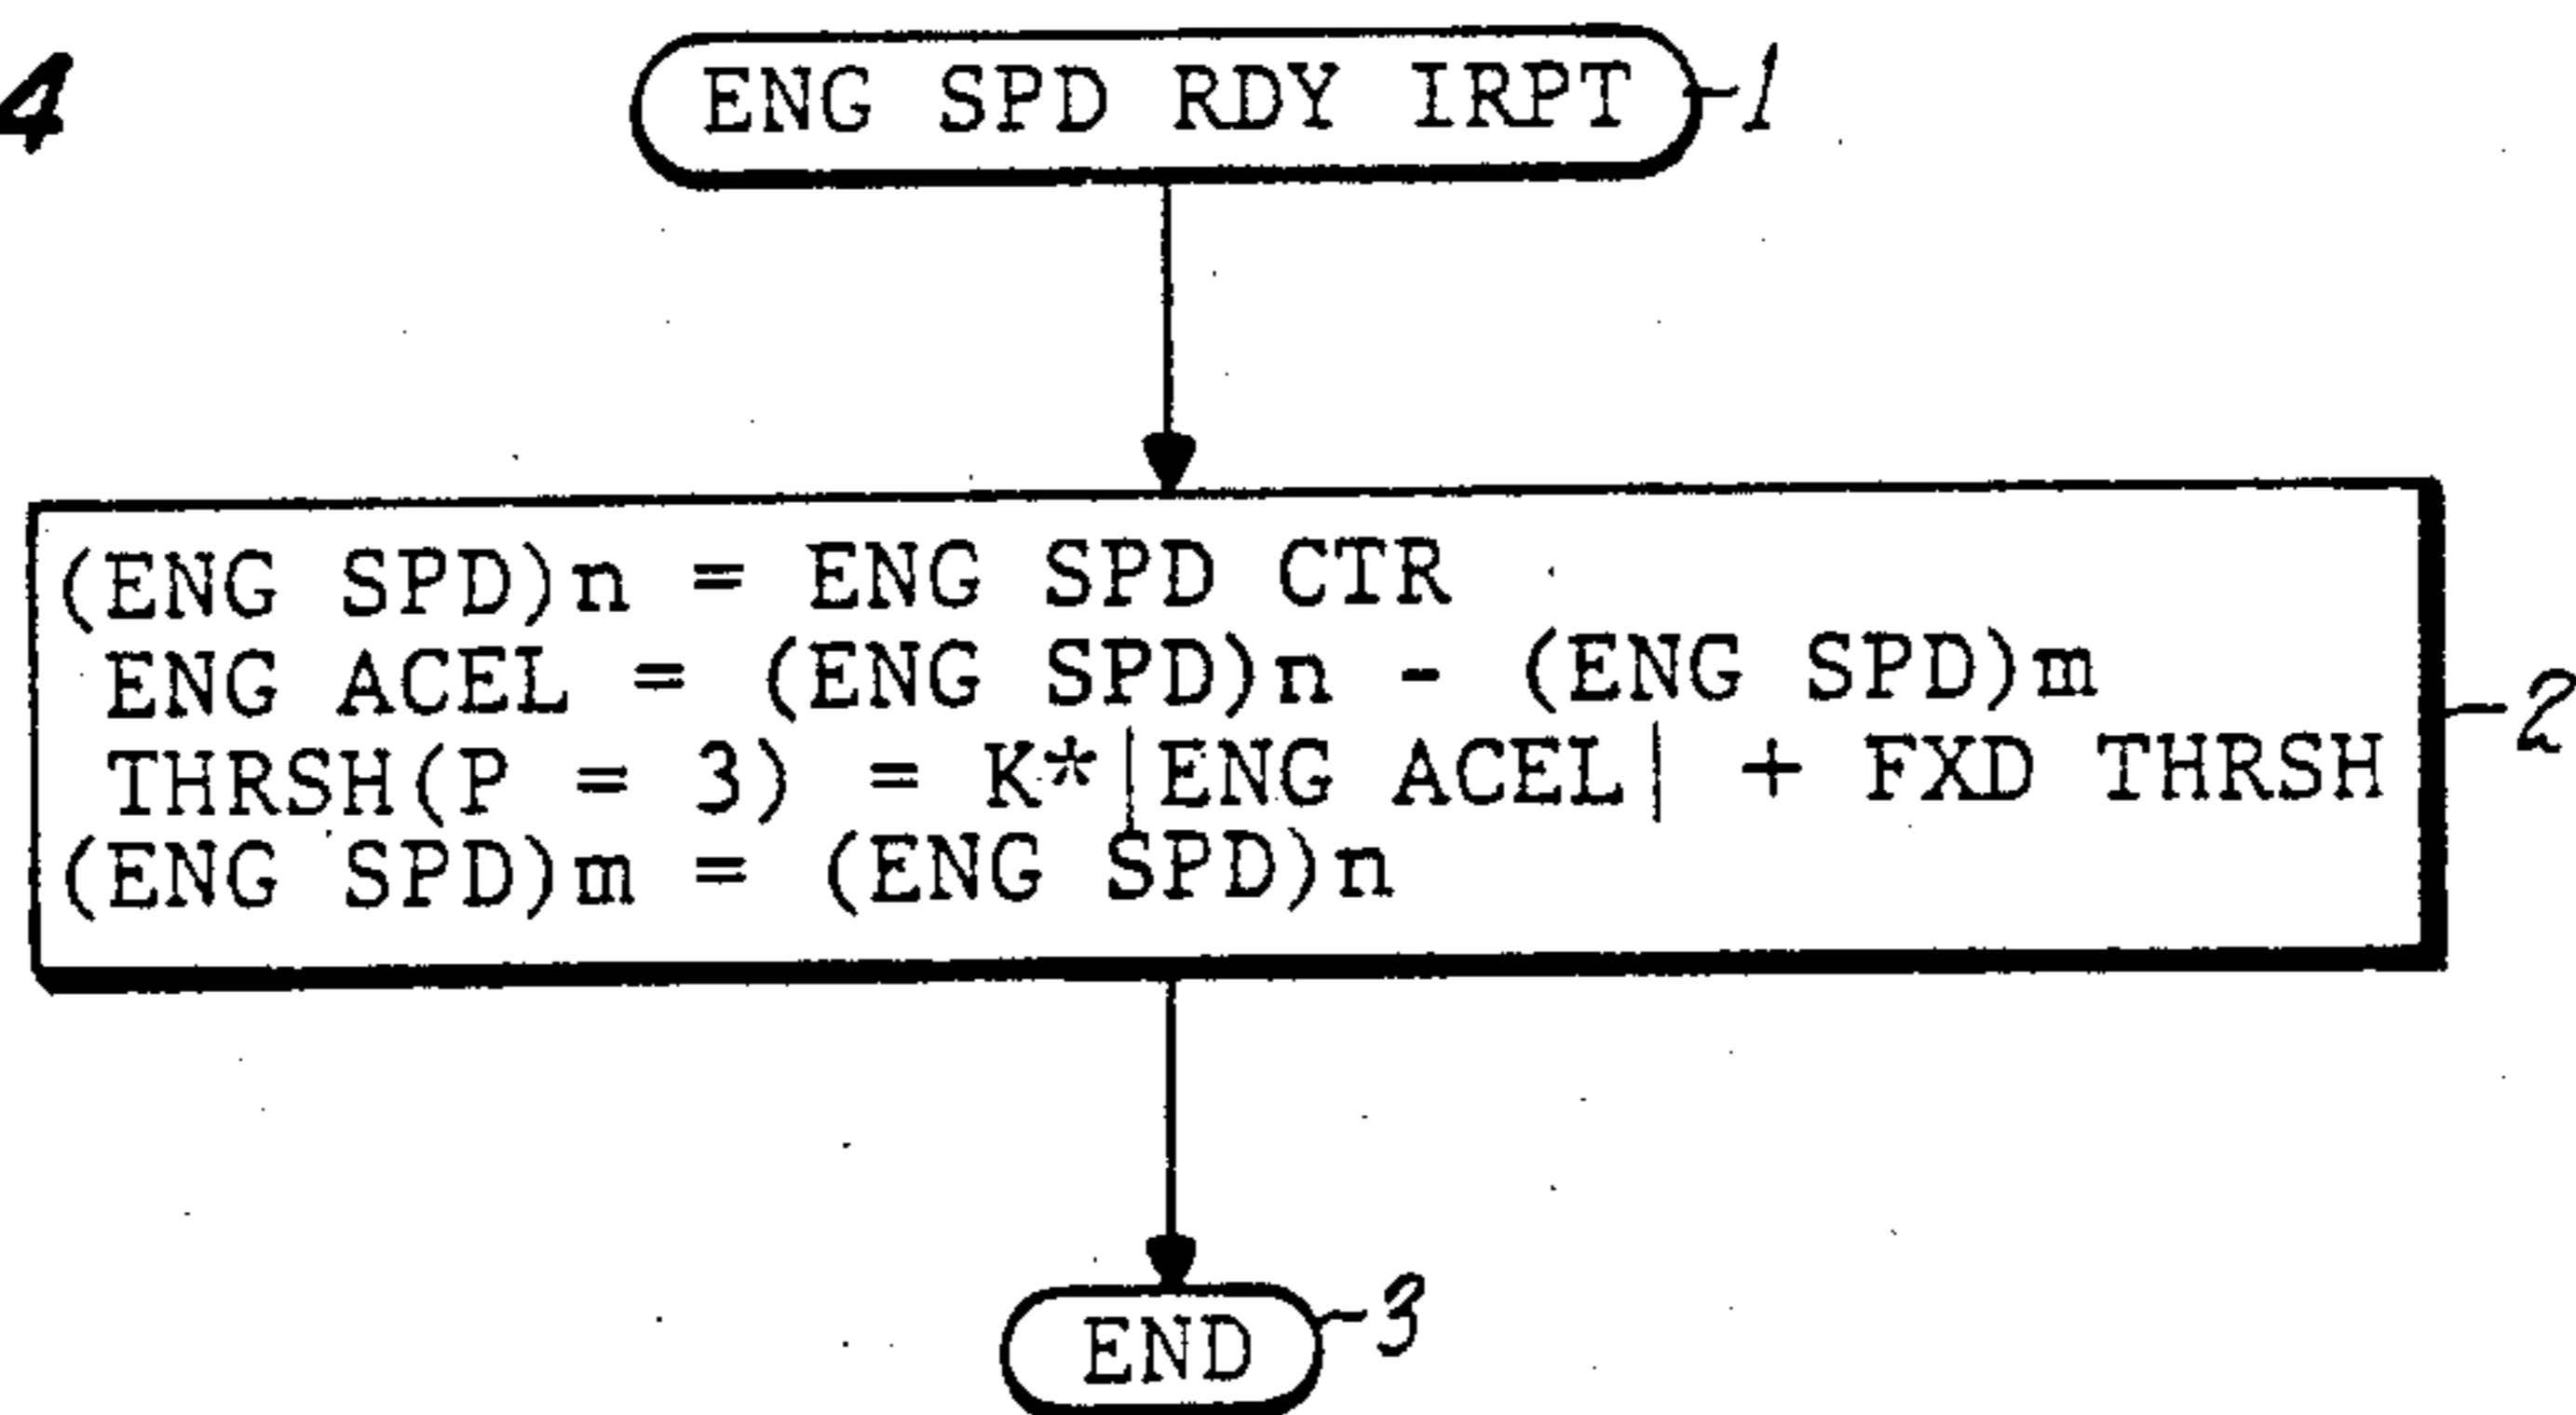 4
ENG SPD RDY IRPT
1
(ENG SPD)n = ENG SPD CTR
ENG ACEL = (ENG SPD)n - (ENG SPD)m
THRSH(P = 3) = K*|ENG ACEL| + FXD THRSH
(ENG SPD)m = (ENG SPD)n
2
END
3